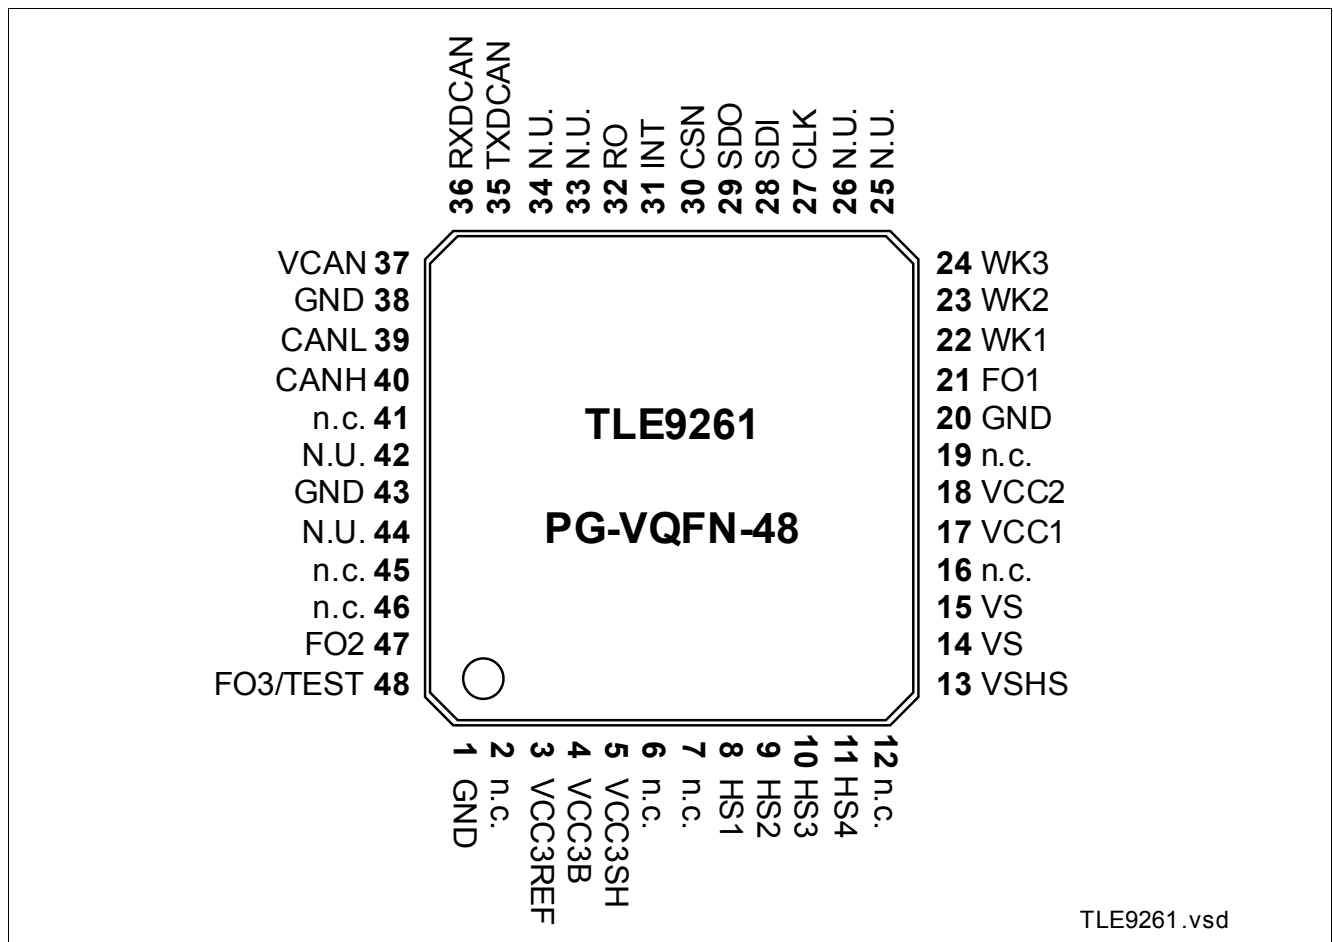 36 RXDCAN
35 TXDCAN
34 N.U.
33 N.U.
32 RO
31 INT
30 CSN
29 SDO
28 SDI
27 CLK
26 N.U.
25 N.U.
VCAN 37
GND 38
CANL 39
CANH 40
n.c. 41
N.U. 42
GND 43
N.U. 44
n.c. 45
n.c. 46
FO2 47
FO3/TEST 48
TLE9261
PG-VQFN-48
24 WK3
23 WK2
22 WK1
21 FO1
20 GND
19 n.c.
18 VCC2
17 VCC1
16 n.c.
15 VS
14 VS
13 VSHS
1 GND
2 n.c.
3 VCC3REF
4 VCC3B
5 VCC3SH
6 n.c.
7 n.c.
8 HS1
9 HS2
10 HS3
11 HS4
12 n.c.
TLE9261.vsd